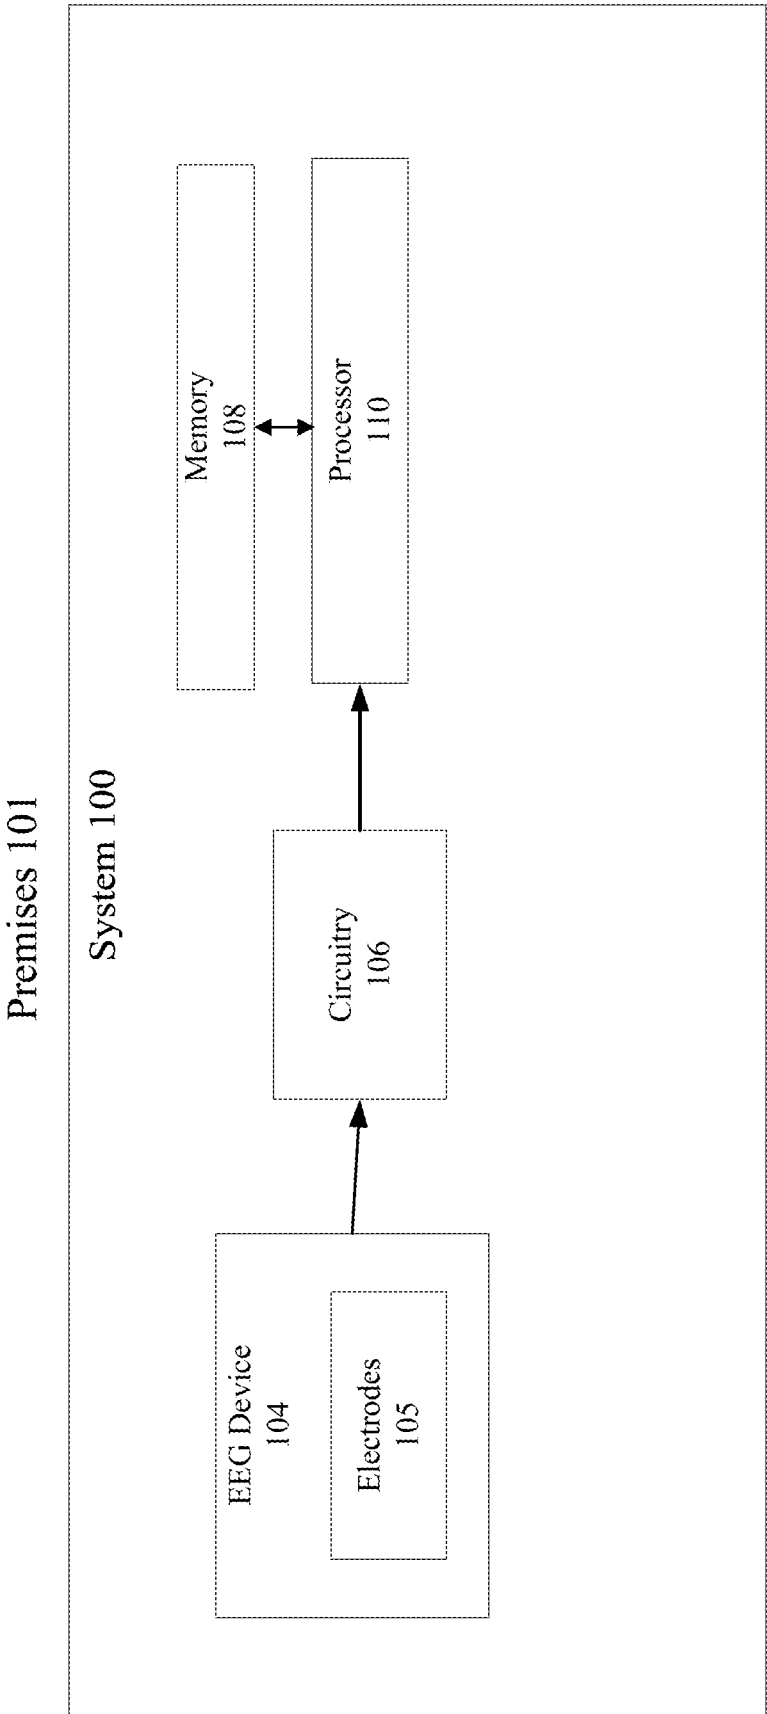 Premises 101
System 100
EEG Device
104
Electrodes
105
Circuitry
106
Memory
108
Processor
110